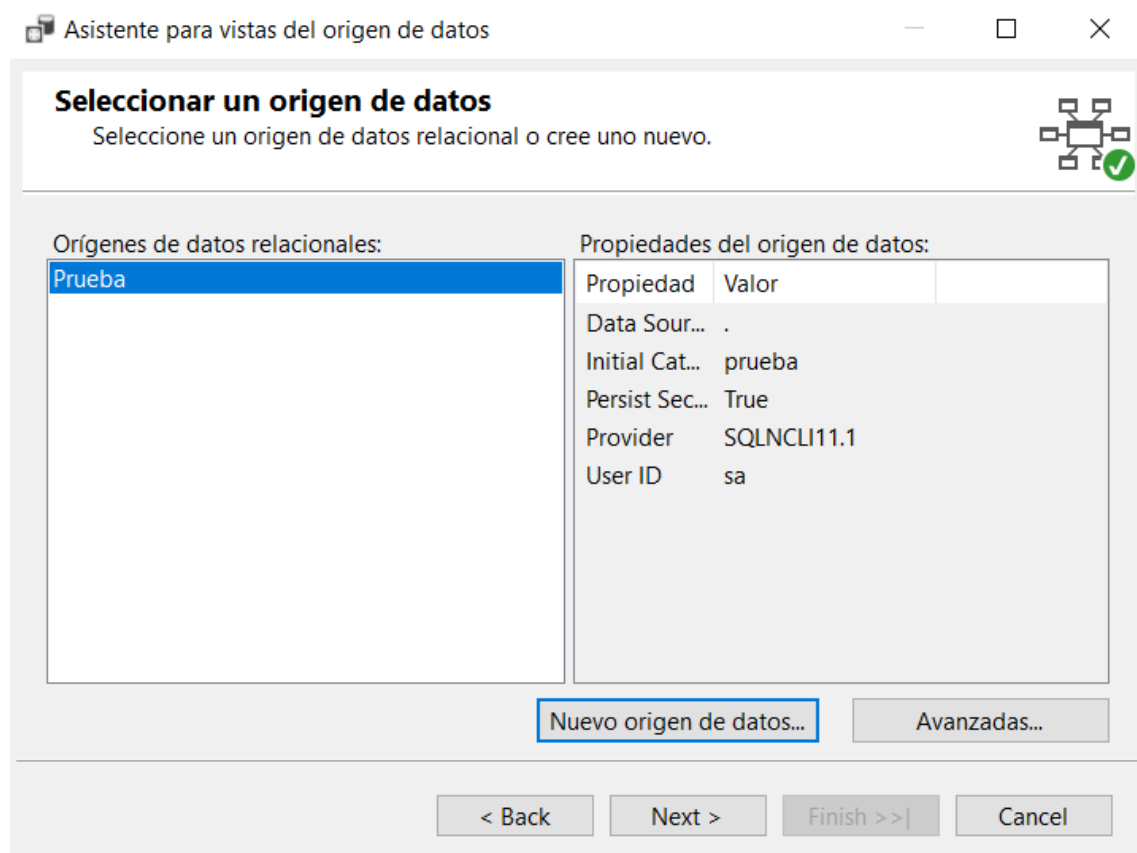 Asistente para vistas del origen de datos
Seleccionar un origen de datos
Seleccione un origen de datos relacional o cree uno nuevo.
Orígenes de datos relacionales:
Prueba
Propiedades del origen de datos:
Propiedad Valor
Data Sour... .
Initial Cat... prueba
Persist Sec... True
Provider SQLNCLI11.1
User ID sa
Nuevo origen de datos... Avanzadas...
< Back Next > Finish >>| Cancel